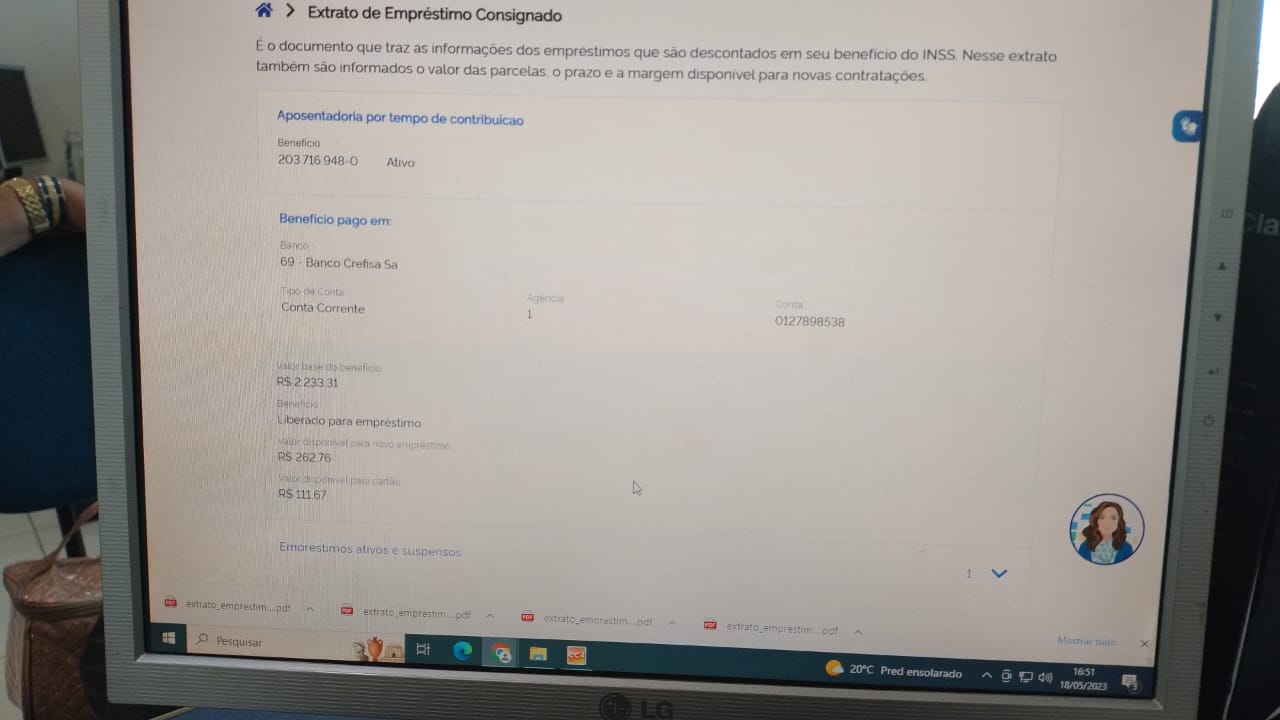 Extrato de Empréstimo Consignado
É o documento que traz as informações dos empréstimos que são descontados em seu benefício do INSS. Nesse extrato
também são informados o valor das parcelas, o prazo e a margem disponível para novas contratações.
Aposentadoria por tempo de contribuicao
Benefício
203.716.948-0 Ativo
Benefício pago em:
Banco
69 - Banco Crefisa Sa
Tipo de Conta Agência Conta
Conta Corrente 1 0127898538
Valor base do benefício
R$ 2.233,31
Benefício
Liberado para empréstimo
Valor disponível para novo empréstimo
R$ 262,76
Valor disponível para cartão
R$ 111,67
Empréstimos ativos e suspensos
1
extrato_emprestim....pdf extrato_emprestim....pdf extrato_emprestim....pdf extrato_emprestim....pdf
Mostrar tudo
Pesquisar
20°C Pred ensolarado
16:51
18/05/2023
3
LG